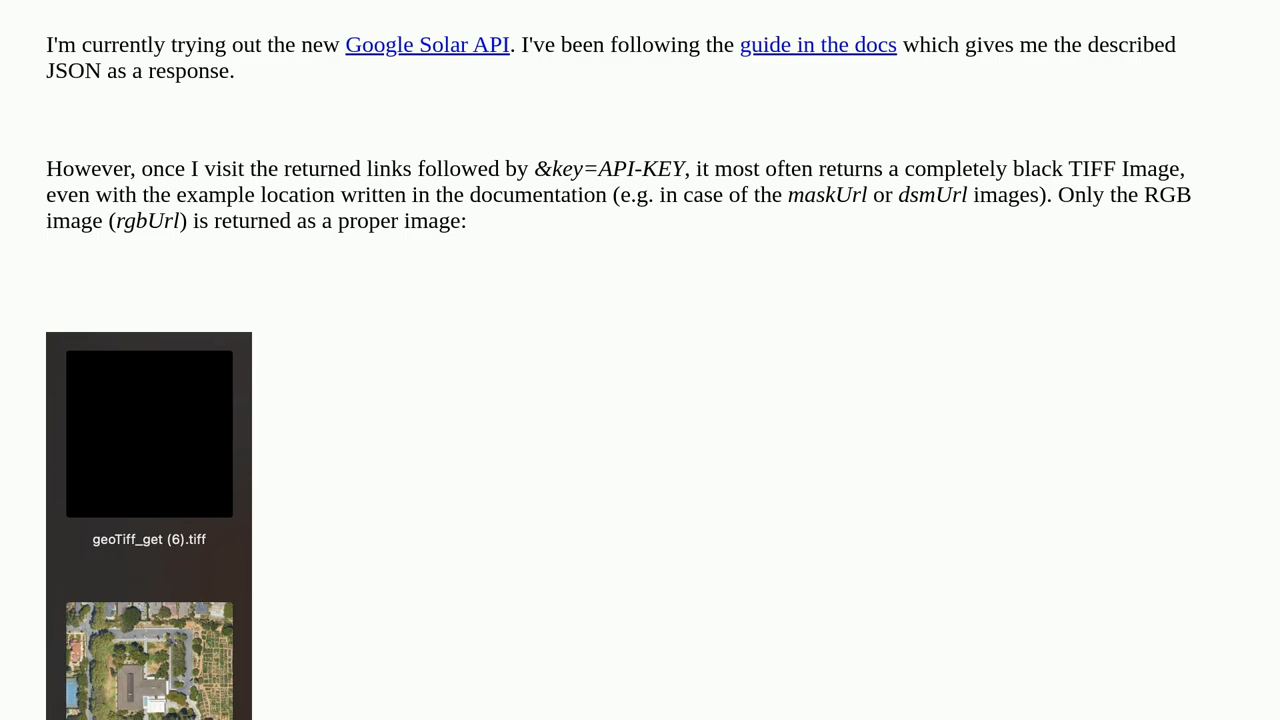 I'm currently trying out the new Google Solar API. I've been following the guide in the docs which gives me the described
JSON as a response.
However, once I visit the returned links followed by &key=API-KEY, it most often returns a completely black TIFF Image,
even with the example location written in the documentation (e.g. in case of the maskUrl or dsmUrl images). Only the RGB
image (rgbUrl) is returned as a proper image:
geoTiff_get (6).tiff